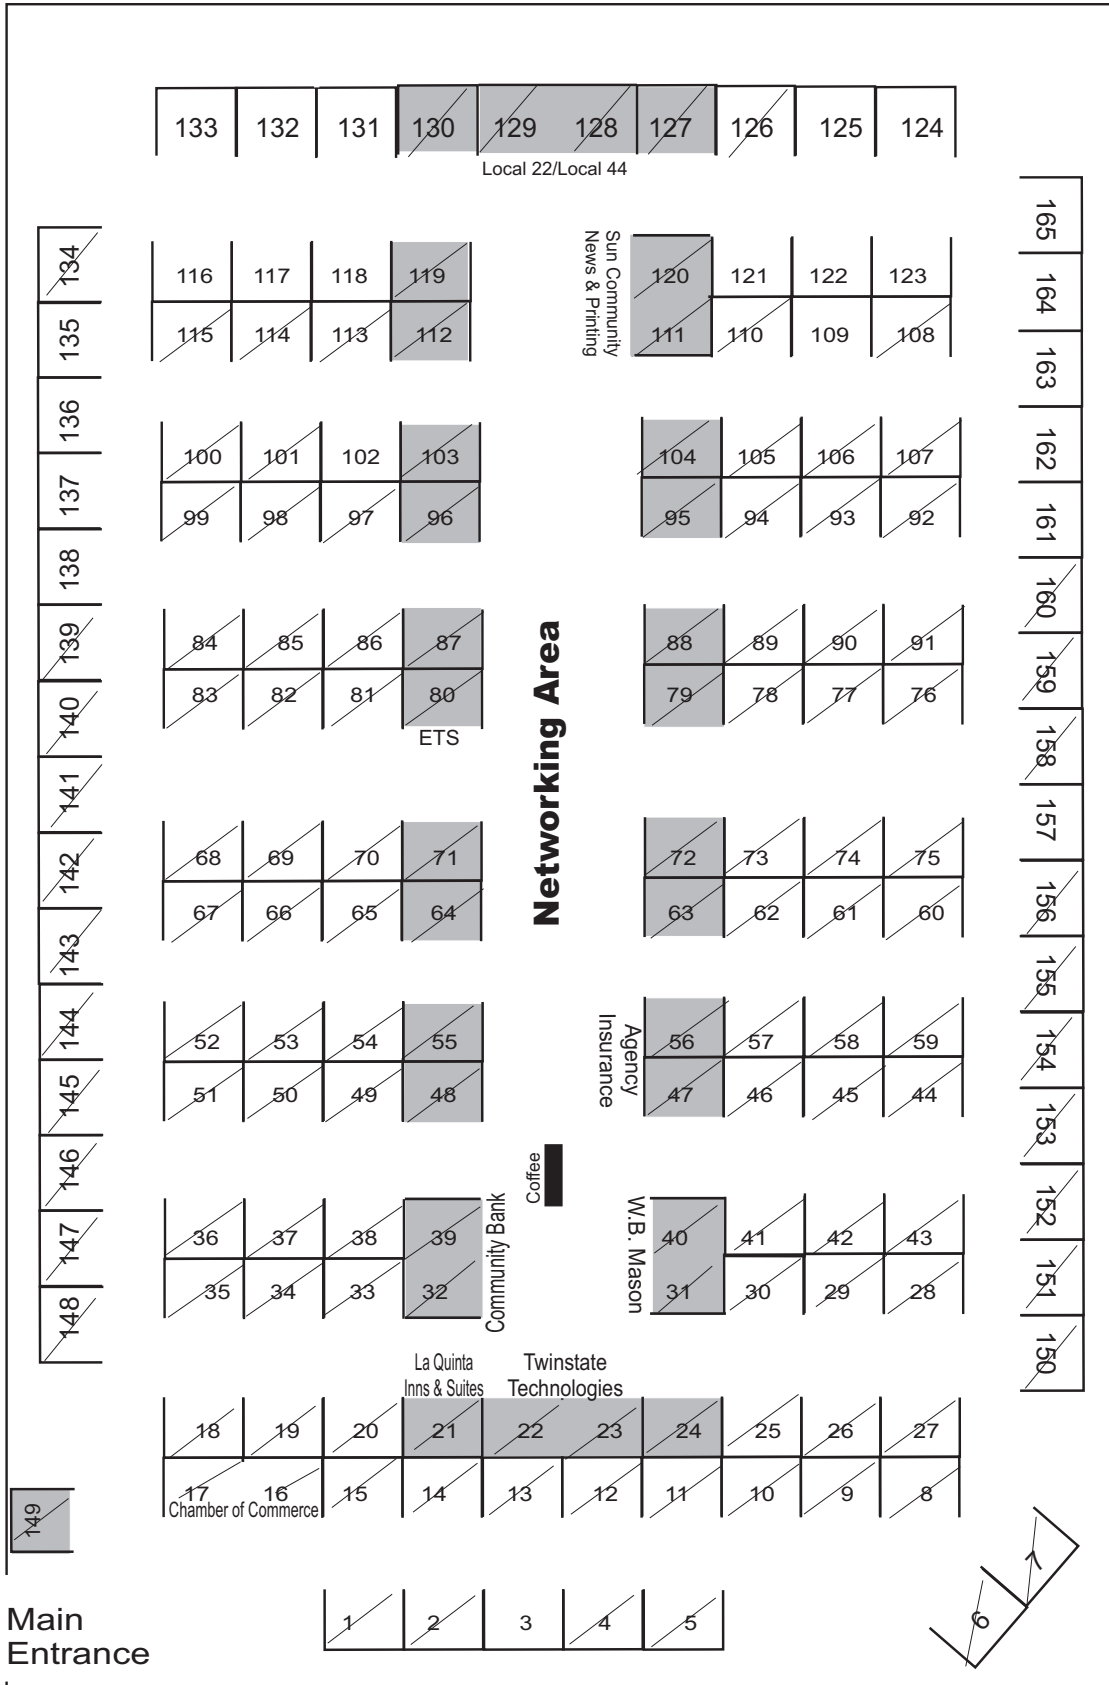 133 132 131 130 129 128 127 126 125 124
Local 22/Local 44
134
135
136
137
138
139
140
141
142
143
144
145
146
147
148
149
116 117 118 119
115 114 113 112
Sun Community
News & Printing
120 121 122 123
111 110 109 108
100 101 102 103
99 98 97 96
104 105 106 107
95 94 93 92
84 85 86 87
83 82 81 80
ETS
Networking Area
88 89 90 91
79 78 77 76
68 69 70 71
67 66 65 64
72 73 74 75
63 62 61 60
52 53 54 55
51 50 49 48
Agency
Insurance
56 57 58 59
47 46 45 44
Coffee
36 37 38 39
35 34 33 32
Community Bank
W.B. Mason
40 41 42 43
31 30 29 28
La Quinta
Inns & Suites
Twinstate
Technologies
18 19 20 21 22 23 24 25 26 27
17 16 15 14 13 12 11 10 9 8
Chamber of Commerce
165
164
163
162
161
160
159
158
157
156
155
154
153
152
151
150
7
6
1 2 3 4 5
Main
Entrance